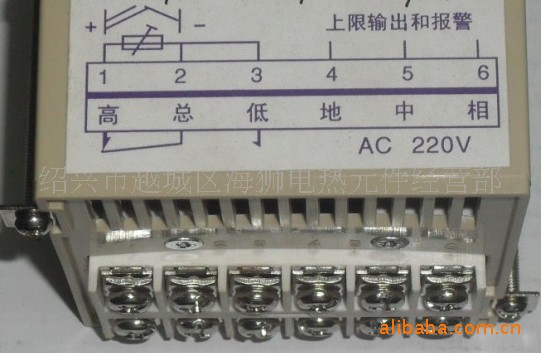 + -
上限输出和报警
1 2 3 4 5 6
高 总 低 地 中 相
AC 220V
绍兴市越城区海狮电热元件经营部
alibaba.com.cn